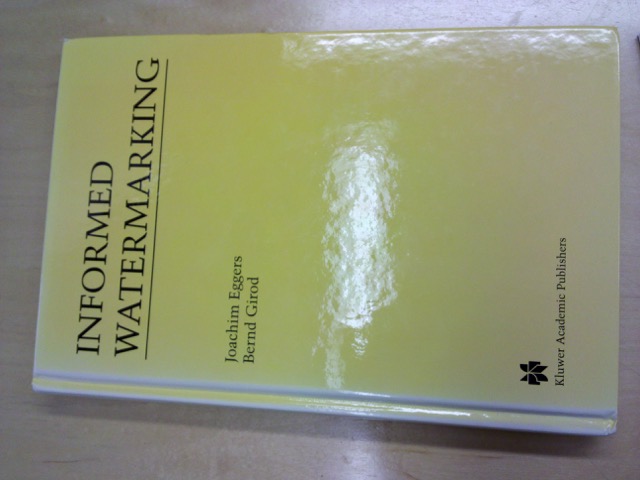 INFORMED
WATERMARKING
Joachim Eggers
Bernd Girod
Kluwer Academic Publishers